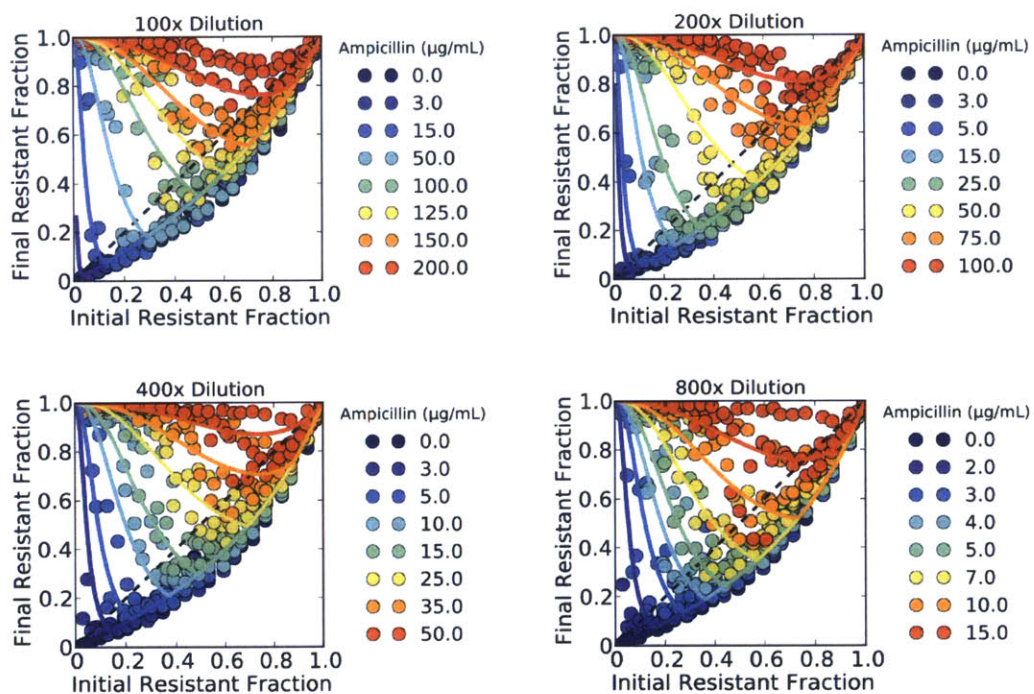 100x Dilution
Final Resistant Fraction
1.0
0.8
0.6
0.4
0.2
0
0 0.2 0.4 0.6 0.8 1.0
Initial Resistant Fraction
Ampicillin (μg/mL)
0.0
3.0
15.0
50.0
100.0
125.0
150.0
200.0
200x Dilution
Final Resistant Fraction
1.0
0.8
0.6
0.4
0.2
0
0 0.2 0.4 0.6 0.8 1.0
Initial Resistant Fraction
Ampicillin (μg/mL)
0.0
3.0
5.0
15.0
25.0
50.0
75.0
100.0
400x Dilution
Final Resistant Fraction
1.0
0.8
0.6
0.4
0.2
0
0 0.2 0.4 0.6 0.8 1.0
Initial Resistant Fraction
Ampicillin (μg/mL)
0.0
3.0
5.0
10.0
15.0
25.0
35.0
50.0
800x Dilution
Final Resistant Fraction
1.0
0.8
0.6
0.4
0.2
0
0 0.2 0.4 0.6 0.8 1.0
Initial Resistant Fraction
Ampicillin (μg/mL)
0.0
2.0
3.0
4.0
5.0
7.0
10.0
15.0